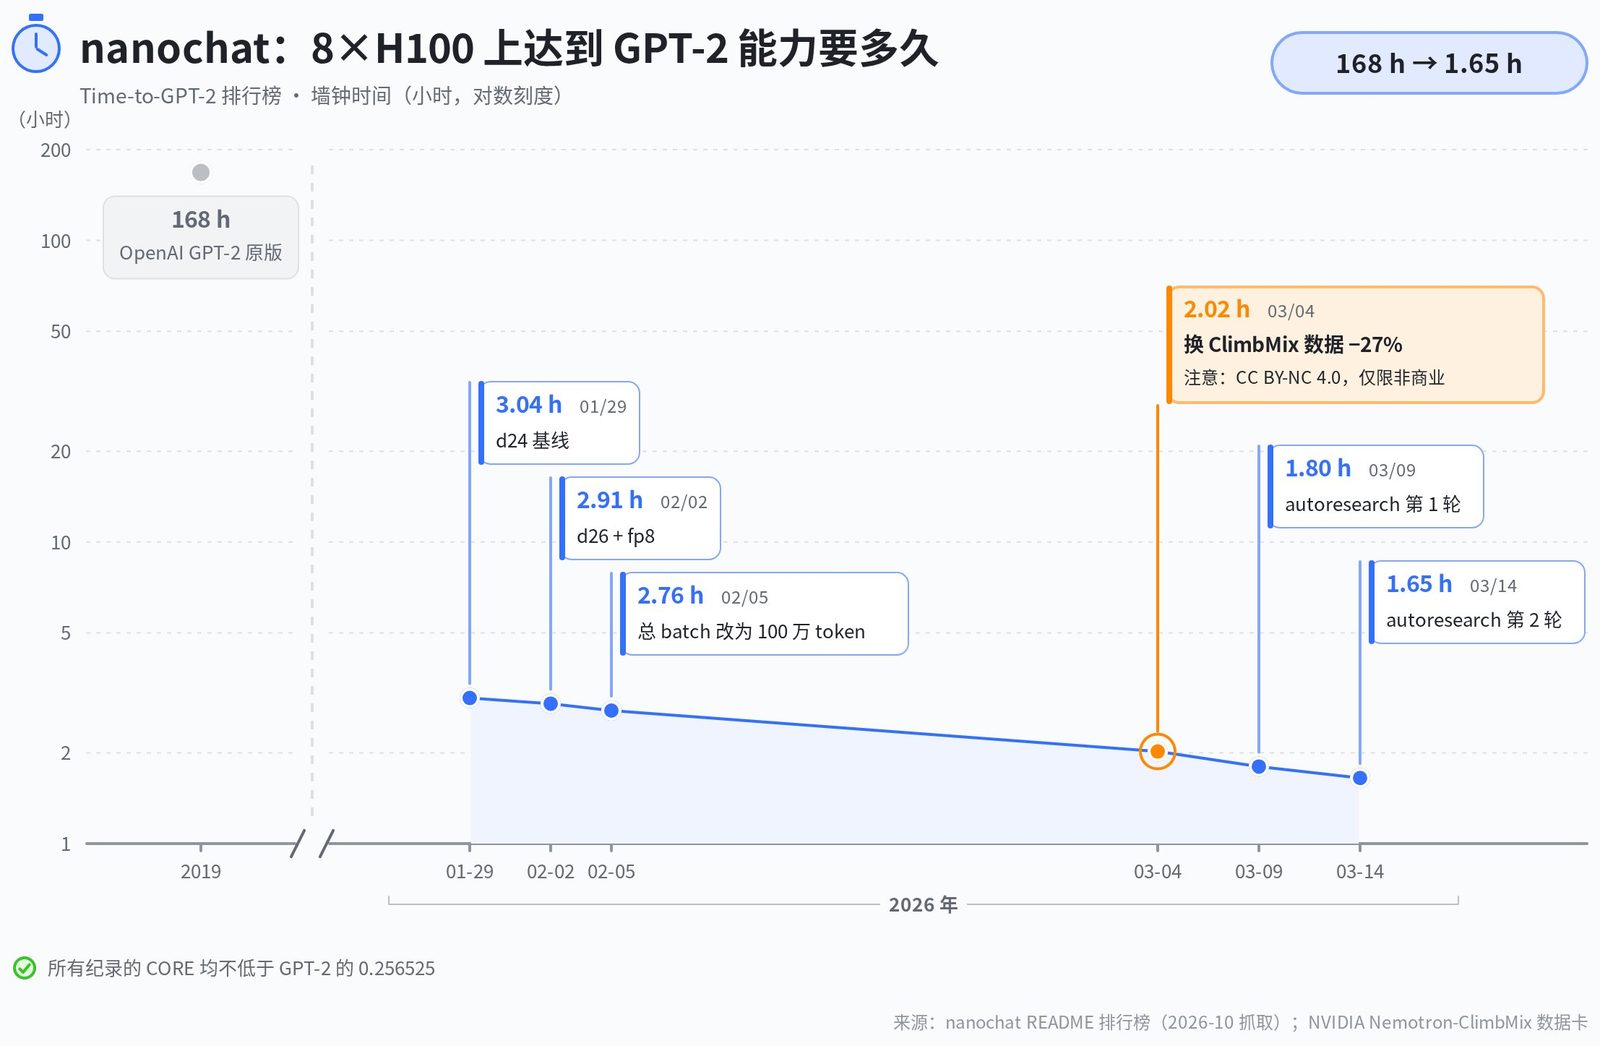 nanochat：8×H100 上达到 GPT-2 能力要多久
168 h → 1.65 h
Time-to-GPT-2 排行榜 · 墙钟时间（小时，对数刻度）
（小时）
200
100
50
20
10
5
2
1
168 h
OpenAI GPT-2 原版
3.04 h 01/29
d24 基线
2.91 h 02/02
d26 + fp8
2.76 h 02/05
总 batch 改为 100 万 token
2.02 h 03/04
换 ClimbMix 数据 −27%
注意：CC BY-NC 4.0，仅限非商业
1.80 h 03/09
autoresearch 第 1 轮
1.65 h 03/14
autoresearch 第 2 轮
2019
01-29
02-02
02-05
03-04
03-09
03-14
2026 年
所有纪录的 CORE 均不低于 GPT-2 的 0.256525
来源：nanochat README 排行榜（2026-10 抓取）；NVIDIA Nemotron-ClimbMix 数据卡